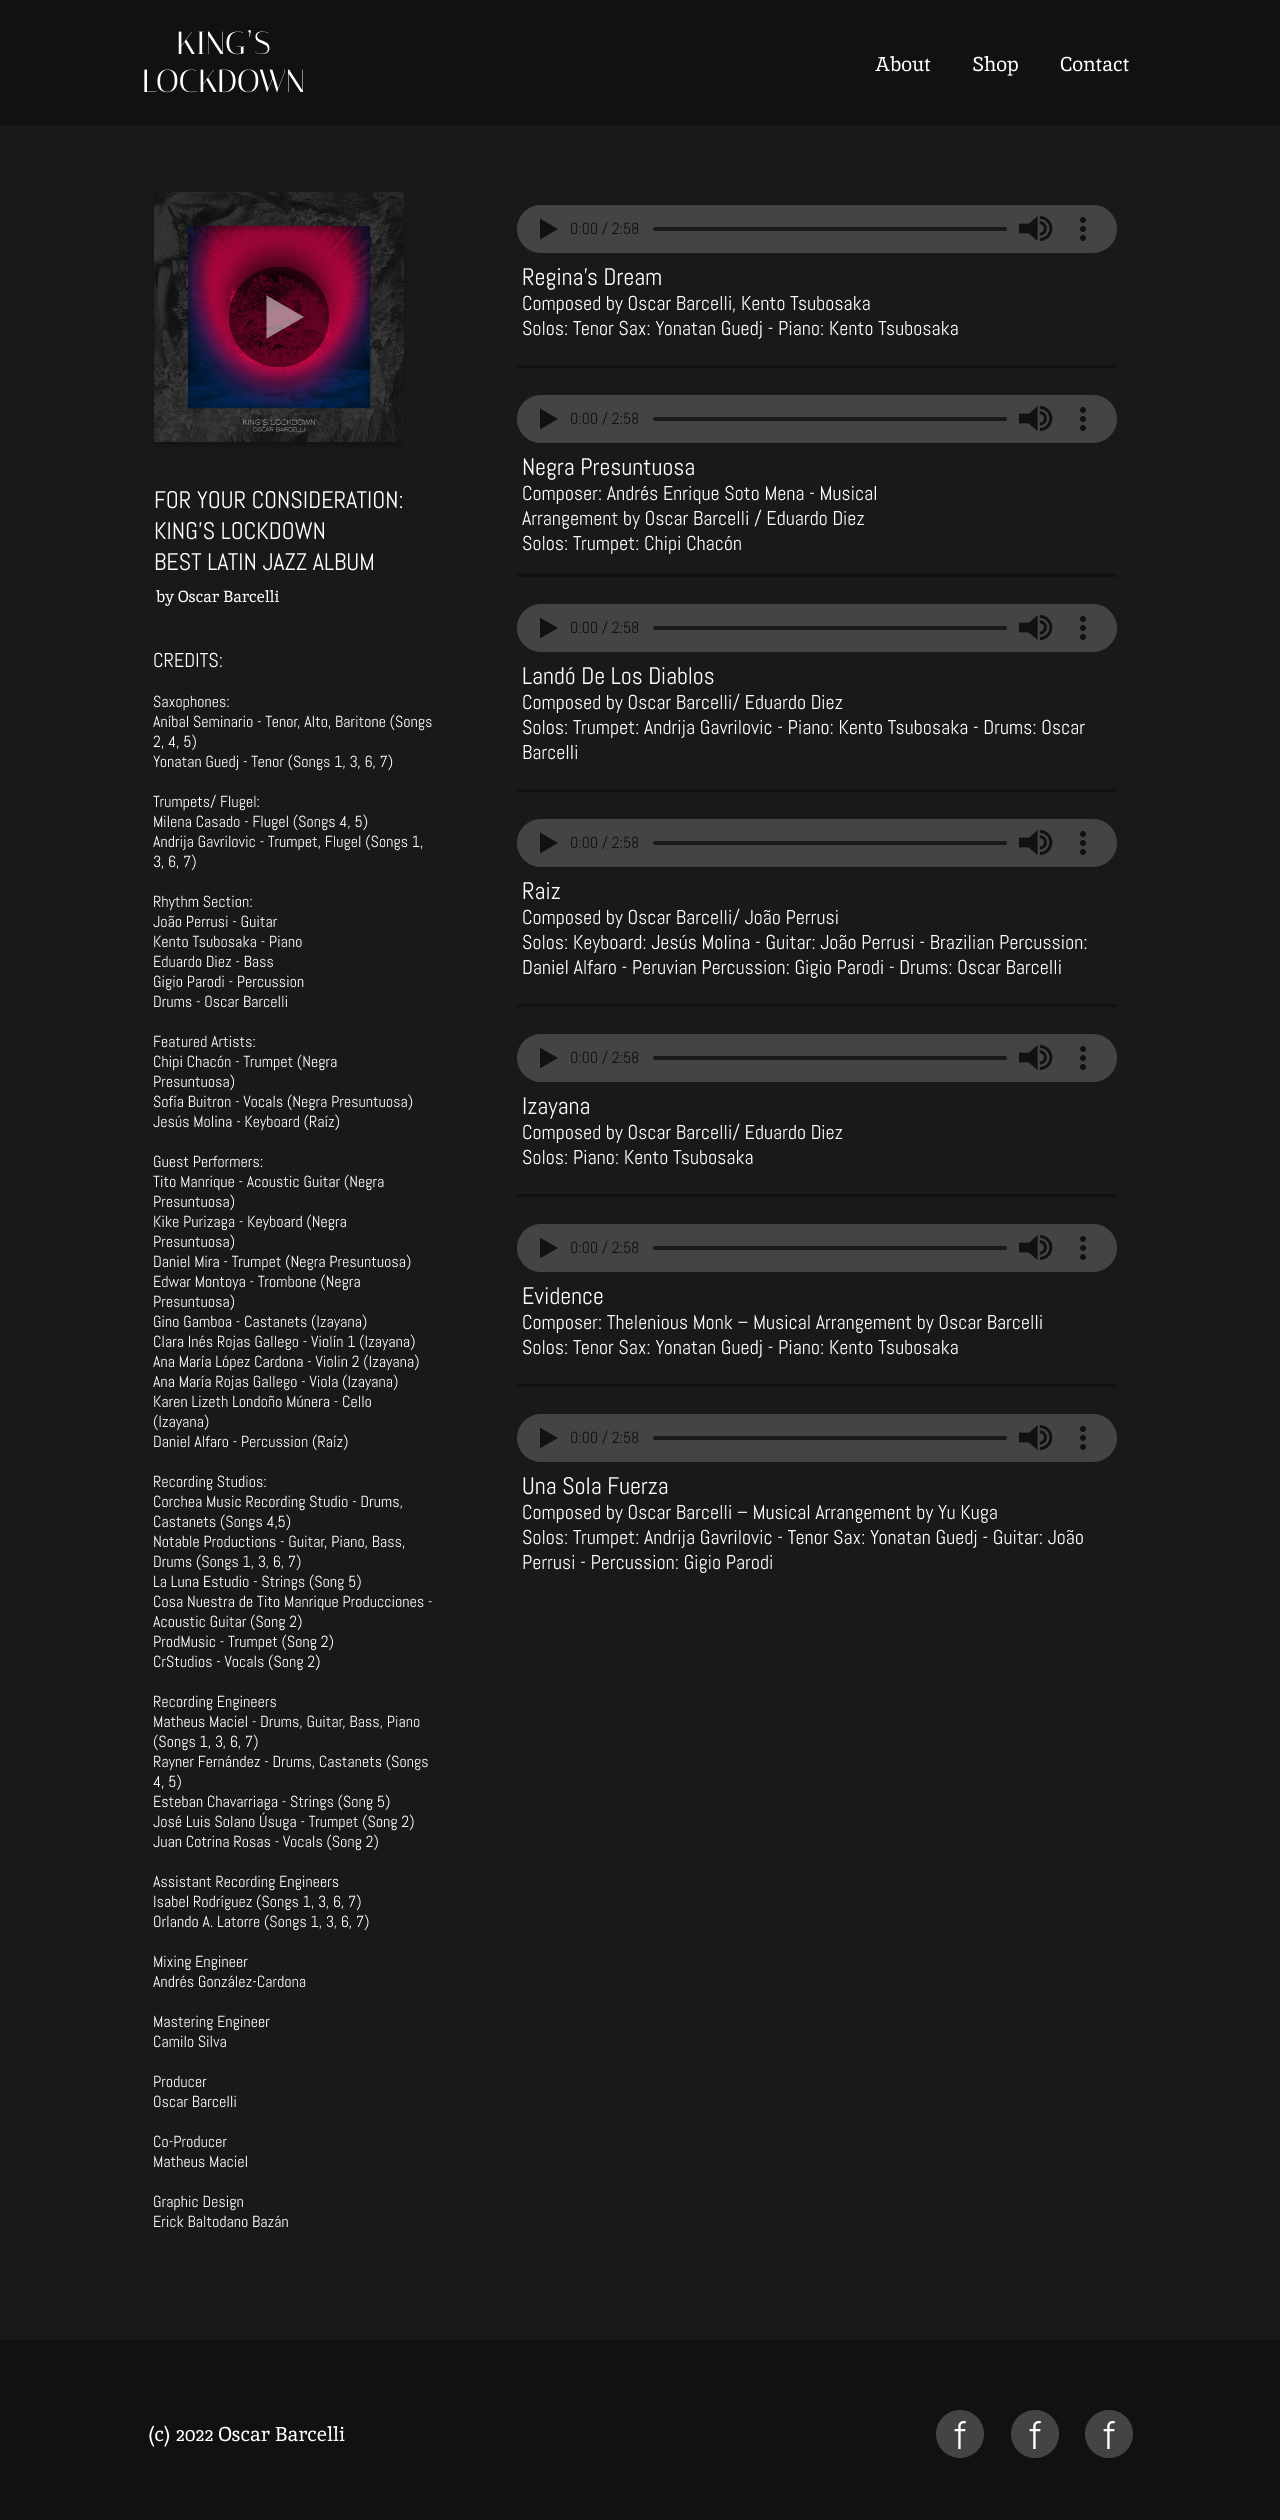 KING'S
LOCKDOWN
About
Shop
Contact
KING'S LOCKDOWN
OSCAR BARCELLI
FOR YOUR CONSIDERATION:
KING'S LOCKDOWN
BEST LATIN JAZZ ALBUM
by Oscar Barcelli
CREDITS:
Saxophones:
Aníbal Seminario - Tenor, Alto, Baritone (Songs
2, 4, 5)
Yonatan Guedj - Tenor (Songs 1, 3, 6, 7)
Trumpets/ Flugel:
Milena Casado - Flugel (Songs 4, 5)
Andrija Gavrilovic - Trumpet, Flugel (Songs 1,
3, 6, 7)
Rhythm Section:
João Perrusi - Guitar
Kento Tsubosaka - Piano
Eduardo Diez - Bass
Gigio Parodi - Percussion
Drums - Oscar Barcelli
Featured Artists:
Chipi Chacón - Trumpet (Negra
Presuntuosa)
Sofía Buitron - Vocals (Negra Presuntuosa)
Jesús Molina - Keyboard (Raíz)
Guest Performers:
Tito Manrique - Acoustic Guitar (Negra
Presuntuosa)
Kike Purizaga - Keyboard (Negra
Presuntuosa)
Daniel Mira - Trumpet (Negra Presuntuosa)
Edwar Montoya - Trombone (Negra
Presuntuosa)
Gino Gamboa - Castanets (Izayana)
Clara Inés Rojas Gallego - Violín 1 (Izayana)
Ana María López Cardona - Violin 2 (Izayana)
Ana María Rojas Gallego - Viola (Izayana)
Karen Lizeth Londoño Múnera - Cello
(Izayana)
Daniel Alfaro - Percussion (Raíz)
Recording Studios:
Corchea Music Recording Studio - Drums,
Castanets (Songs 4,5)
Notable Productions - Guitar, Piano, Bass,
Drums (Songs 1, 3, 6, 7)
La Luna Estudio - Strings (Song 5)
Cosa Nuestra de Tito Manrique Producciones -
Acoustic Guitar (Song 2)
ProdMusic - Trumpet (Song 2)
CrStudios - Vocals (Song 2)
Recording Engineers
Matheus Maciel - Drums, Guitar, Bass, Piano
(Songs 1, 3, 6, 7)
Rayner Fernández - Drums, Castanets (Songs
4, 5)
Esteban Chavarriaga - Strings (Song 5)
José Luis Solano Úsuga - Trumpet (Song 2)
Juan Cotrina Rosas - Vocals (Song 2)
Assistant Recording Engineers
Isabel Rodríguez (Songs 1, 3, 6, 7)
Orlando A. Latorre (Songs 1, 3, 6, 7)
Mixing Engineer
Andrés González-Cardona
Mastering Engineer
Camilo Silva
Producer
Oscar Barcelli
Co-Producer
Matheus Maciel
Graphic Design
Erick Baltodano Bazán
0:00 / 2:58
Regina's Dream
Composed by Oscar Barcelli, Kento Tsubosaka
Solos: Tenor Sax: Yonatan Guedj - Piano: Kento Tsubosaka
0:00 / 2:58
Negra Presuntuosa
Composer: Andrés Enrique Soto Mena - Musical
Arrangement by Oscar Barcelli / Eduardo Diez
Solos: Trumpet: Chipi Chacón
0:00 / 2:58
Landó De Los Diablos
Composed by Oscar Barcelli/ Eduardo Diez
Solos: Trumpet: Andrija Gavrilovic - Piano: Kento Tsubosaka - Drums: Oscar
Barcelli
0:00 / 2:58
Raiz
Composed by Oscar Barcelli/ João Perrusi
Solos: Keyboard: Jesús Molina - Guitar: João Perrusi - Brazilian Percussion:
Daniel Alfaro - Peruvian Percussion: Gigio Parodi - Drums: Oscar Barcelli
0:00 / 2:58
Izayana
Composed by Oscar Barcelli/ Eduardo Diez
Solos: Piano: Kento Tsubosaka
0:00 / 2:58
Evidence
Composer: Thelenious Monk – Musical Arrangement by Oscar Barcelli
Solos: Tenor Sax: Yonatan Guedj - Piano: Kento Tsubosaka
0:00 / 2:58
Una Sola Fuerza
Composed by Oscar Barcelli – Musical Arrangement by Yu Kuga
Solos: Trumpet: Andrija Gavrilovic - Tenor Sax: Yonatan Guedj - Guitar: João
Perrusi - Percussion: Gigio Parodi
(c) 2022 Oscar Barcelli
f
f
f